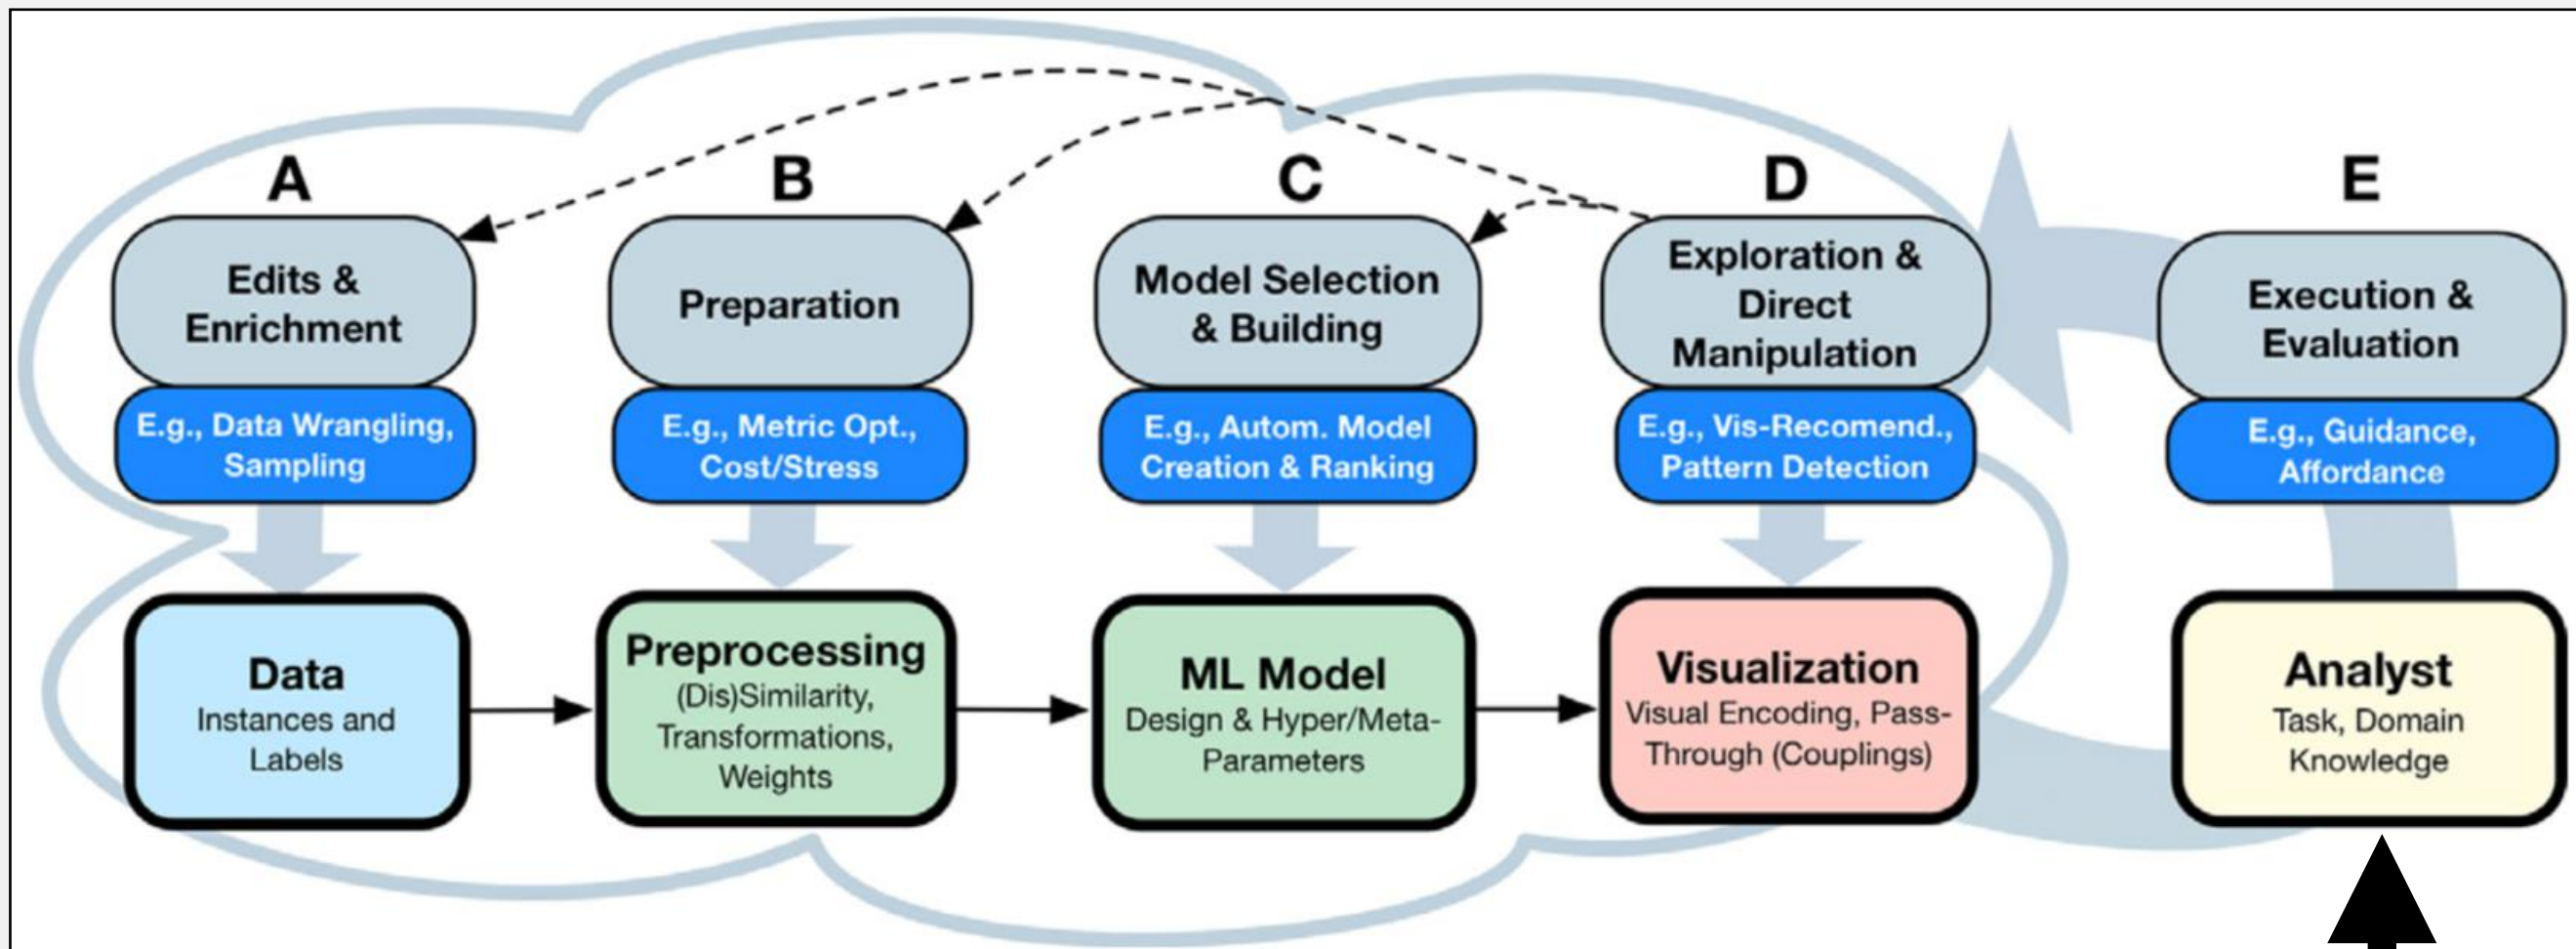 A
B
C
D
E
Edits &
Enrichment
Preparation
Model Selection
& Building
Exploration &
Direct
Manipulation
Execution &
Evaluation
E.g., Data Wrangling,
Sampling
E.g., Metric Opt.,
Cost/Stress
E.g., Autom. Model
Creation & Ranking
E.g., Vis-Recomend.,
Pattern Detection
E.g., Guidance,
Affordance
Data
Instances and
Labels
Preprocessing
(Dis)Similarity,
Transformations,
Weights
ML Model
Design & Hyper/Meta-
Parameters
Visualization
Visual Encoding, Pass-
Through (Couplings)
Analyst
Task, Domain
Knowledge